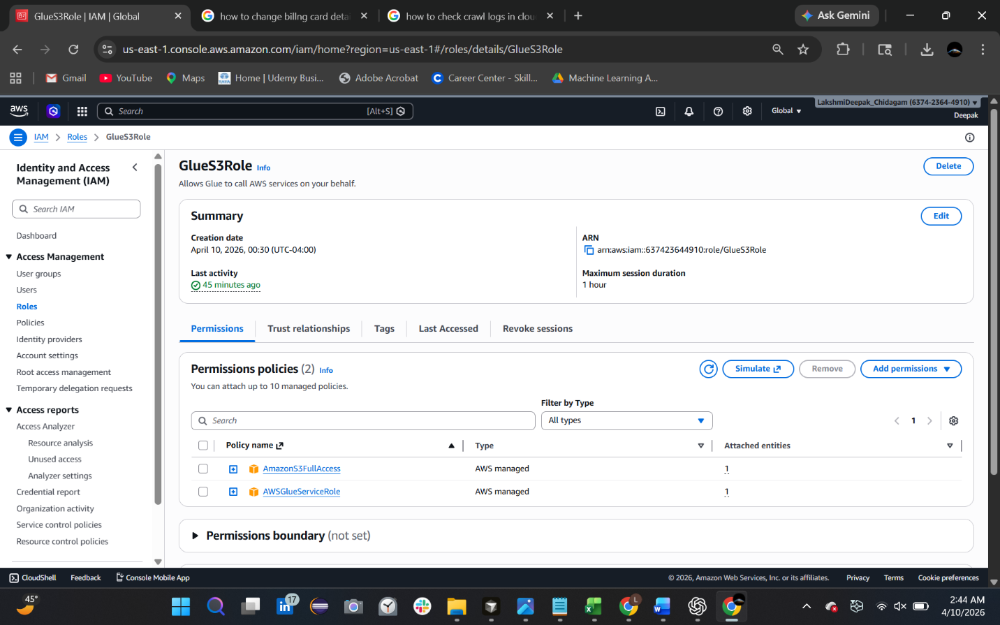 GlueS3Role | IAM | Global
how to change billng card deta
how to check crawl logs in clou
Ask Gemini
us-east-1.console.aws.amazon.com/iam/home?region=us-east-1#/roles/details/GlueS3Role
Gmail
YouTube
Maps
Home | Udemy Busi...
Adobe Acrobat
Career Center - Skill...
Machine Learning A...
aws
Search
[Alt+S]
Global
LakshmiDeepak_Chidagam (6374-2364-4910)
Deepak
IAM
Roles
GlueS3Role
Identity and Access
Management (IAM)
Search IAM
Dashboard
Access Management
User groups
Users
Roles
Policies
Identity providers
Account settings
Root access management
Temporary delegation requests
Access reports
Access Analyzer
Resource analysis
Unused access
Analyzer settings
Credential report
Organization activity
Service control policies
Resource control policies
GlueS3Role Info
Delete
Allows Glue to call AWS services on your behalf.
Summary
Edit
Creation date
April 10, 2026, 00:30 (UTC-04:00)
ARN
arn:aws:iam::637423644910:role/GlueS3Role
Last activity
45 minutes ago
Maximum session duration
1 hour
Permissions
Trust relationships
Tags
Last Accessed
Revoke sessions
Permissions policies (2) Info
Simulate
Remove
Add permissions
You can attach up to 10 managed policies.
Filter by Type
Search
All types
1
Policy name
Type
Attached entities
AmazonS3FullAccess
AWS managed
1
AWSGlueServiceRole
AWS managed
1
Permissions boundary (not set)
CloudShell
Feedback
Console Mobile App
© 2026, Amazon Web Services, Inc. or its affiliates.
Privacy
Terms
Cookie preferences
45°
17
L
2:44 AM
4/10/2026